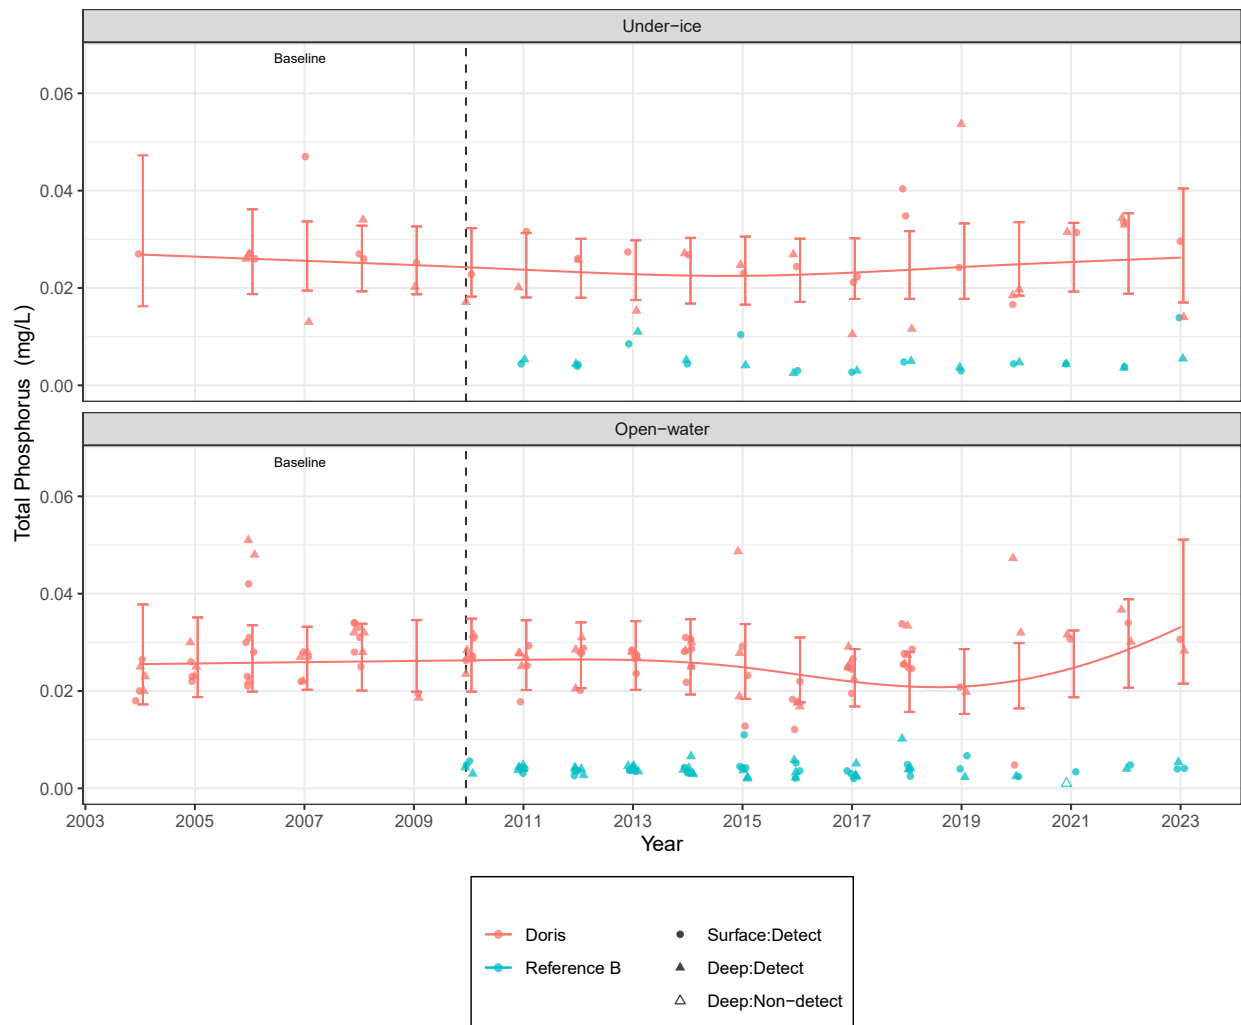 Under−ice
Baseline
0.06
0.04
0.02
0.00
Total Phosphorus (mg/L)
Open−water
Baseline
0.06
0.04
0.02
0.00
2003 2005 2007 2009 2011 2013 2015 2017 2019 2021 2023
Year
Doris
Reference B
Surface:Detect
Deep:Detect
Deep:Non−detect